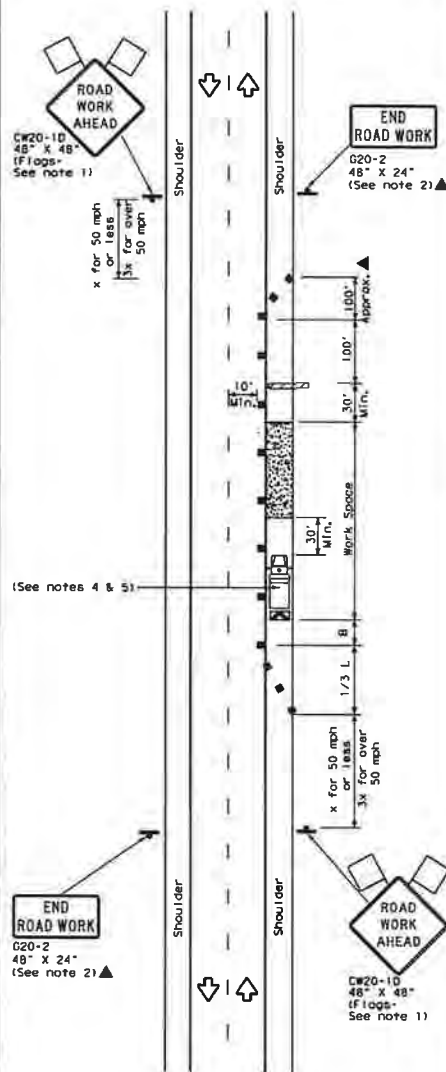 ROAD
WORK
AHEAD
CW20-1D
48" X 48"
(Flags-
See note 1)
Shoulder
Shoulder
END
ROAD WORK
G20-2
48" X 24"
(See note 2)▲
x for 50 mph
or less
3x for over
50 mph
100'
Approx.
100'
10'
Min.
30'
Min.
Work Space
30'
Min.
(See notes 4 & 5)
B
1/3 L
x for 50 mph
or less
3x for over
50 mph
END
ROAD WORK
G20-2
48" X 24"
(See note 2)▲
Shoulder
Shoulder
ROAD
WORK
AHEAD
CW20-1D
48" X 48"
(Flags-
See note 1)